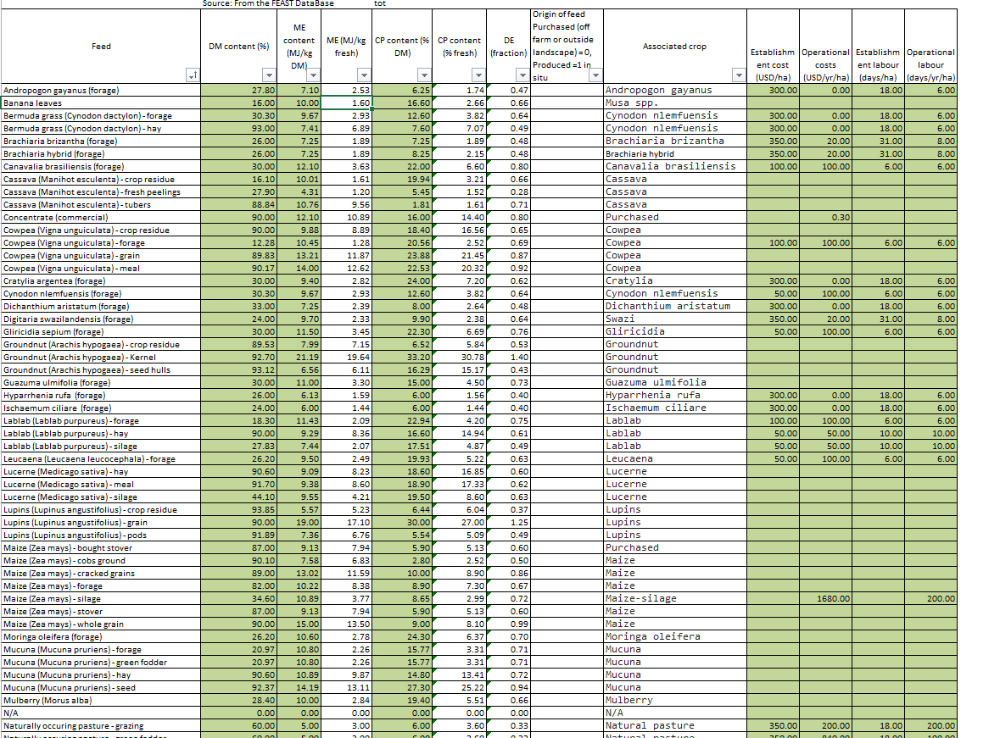 Source: From the FEAST DataBase tot
Feed DM content (%) ME content (MJ/kg DM) ME (MJ/kg fresh) CP content (% DM) CP content (% fresh) DE (fraction) Origin of feed Purchased (off farm or outside landscape) = 0, Produced =1 in situ Associated crop Establishm ent cost (USD/ha) Operational costs (USD/yr/ha) Establishm ent labour (days/ha) Operational labour (days/yr/ha)
Andropogon gayanus (forage) 27.80 7.10 2.53 6.25 1.74 0.47 Andropogon gayanus 300.00 0.00 18.00 6.00
Banana leaves 16.00 10.00 1.60 16.60 2.66 0.66 Musa spp.
Bermuda grass (Cynodon dactylon) - forage 30.30 9.67 2.93 12.60 3.82 0.64 Cynodon nlemfuensis 300.00 0.00 18.00 6.00
Bermuda grass (Cynodon dactylon) - hay 93.00 7.41 6.89 7.60 7.07 0.49 Cynodon nlemfuensis 300.00 0.00 18.00 6.00
Brachiaria brizantha (forage) 26.00 7.25 1.89 7.25 1.89 0.48 Brachiaria brizantha 350.00 20.00 31.00 8.00
Brachiaria hybrid (forage) 26.00 7.25 1.89 8.25 2.15 0.48 Brachiaria hybrid 350.00 20.00 31.00 8.00
Canavalia brasiliensis (forage) 30.00 12.10 3.63 22.00 6.60 0.80 Canavalia brasiliensis 100.00 100.00 6.00 6.00
Cassava (Manihot esculenta) - crop residue 16.10 10.01 1.61 19.94 3.21 0.66 Cassava
Cassava (Manihot esculenta) - fresh peelings 27.90 4.31 1.20 5.45 1.52 0.28 Cassava
Cassava (Manihot esculenta) - tubers 88.84 10.76 9.56 1.81 1.61 0.71 Cassava
Concentrate (commercial) 90.00 12.10 10.89 16.00 14.40 0.80 Purchased 0.30
Cowpea (Vigna unguiculata) - crop residue 90.00 9.88 8.89 18.40 16.56 0.65 Cowpea
Cowpea (Vigna unguiculata) - forage 12.28 10.45 1.28 20.56 2.52 0.69 Cowpea 100.00 100.00 6.00 6.00
Cowpea (Vigna unguiculata) - grain 89.83 13.21 11.87 23.88 21.45 0.87 Cowpea
Cowpea (Vigna unguiculata) - meal 90.17 14.00 12.62 22.53 20.32 0.92 Cowpea
Cratylia argentea (forage) 30.00 9.40 2.82 24.00 7.20 0.62 Cratylia 300.00 0.00 18.00 6.00
Cynodon nlemfuensis (forage) 30.30 9.67 2.93 12.60 3.82 0.64 Cynodon nlemfuensis 50.00 100.00 6.00 6.00
Dichanthium aristatum (forage) 33.00 7.25 2.39 8.00 2.64 0.48 Dichanthium aristatum 300.00 0.00 18.00 6.00
Digitaria swazilandensis (forage) 24.00 9.70 2.33 9.90 2.38 0.64 Swazi 350.00 20.00 31.00 8.00
Gliricidia sepium (forage) 30.00 11.50 3.45 22.30 6.69 0.76 Gliricidia 50.00 100.00 6.00 6.00
Groundnut (Arachis hypogaea) - crop residue 89.53 7.99 7.15 6.52 5.84 0.53 Groundnut
Groundnut (Arachis hypogaea) - Kernel 92.70 21.19 19.64 33.20 30.78 1.40 Groundnut
Groundnut (Arachis hypogaea) - seed hulls 93.12 6.56 6.11 16.29 15.17 0.43 Groundnut
Guazuma ulmifolia (forage) 30.00 11.00 3.30 15.00 4.50 0.73 Guazuma ulmifolia
Hyparrhenia rufa (forage) 26.00 6.13 1.59 6.00 1.56 0.40 Hyparrhenia rufa 300.00 0.00 18.00 6.00
Ischaemum ciliare (forage) 24.00 6.00 1.44 6.00 1.44 0.40 Ischaemum ciliare 300.00 0.00 18.00 6.00
Lablab (Lablab purpureus) - forage 18.30 11.43 2.09 22.94 4.20 0.75 Lablab 100.00 100.00 6.00 6.00
Lablab (Lablab purpureus) - hay 90.00 9.29 8.36 16.60 14.94 0.61 Lablab 50.00 50.00 10.00 10.00
Lablab (Lablab purpureus) - silage 27.83 7.44 2.07 17.51 4.87 0.49 Lablab 50.00 50.00 10.00 10.00
Leucaena (Leucaena leucocephala) - forage 26.20 9.50 2.49 19.93 5.22 0.63 Leucaena 50.00 100.00 6.00 6.00
Lucerne (Medicago sativa) - hay 90.60 9.09 8.23 18.60 16.85 0.60 Lucerne
Lucerne (Medicago sativa) - meal 91.70 9.38 8.60 18.90 17.33 0.62 Lucerne
Lucerne (Medicago sativa) - silage 44.10 9.55 4.21 19.50 8.60 0.63 Lucerne
Lupins (Lupinus angustifolius) - crop residue 93.85 5.57 5.23 6.44 6.04 0.37 Lupins
Lupins (Lupinus angustifolius) - grain 90.00 19.00 17.10 30.00 27.00 1.25 Lupins
Lupins (Lupinus angustifolius) - pods 91.89 7.36 6.76 5.54 5.09 0.49 Lupins
Maize (Zea mays) - bought stover 87.00 9.13 7.94 5.90 5.13 0.60 Purchased
Maize (Zea mays) - cobs ground 90.10 7.58 6.83 2.80 2.52 0.50 Maize
Maize (Zea mays) - cracked grains 89.00 13.02 11.59 10.00 8.90 0.86 Maize
Maize (Zea mays) - forage 82.00 10.22 8.38 8.90 7.30 0.67 Maize
Maize (Zea mays) - silage 34.60 10.89 3.77 8.65 2.99 0.72 Maize-silage 1680.00 200.00
Maize (Zea mays) - stover 87.00 9.13 7.94 5.90 5.13 0.60 Maize
Maize (Zea mays) - whole grain 90.00 15.00 13.50 9.00 8.10 0.99 Maize
Moringa oleifera (forage) 26.20 10.60 2.78 24.30 6.37 0.70 Moringa oleifera
Mucuna (Mucuna pruriens) - forage 20.97 10.80 2.26 15.77 3.31 0.71 Mucuna
Mucuna (Mucuna pruriens) - green fodder 20.97 10.80 2.26 15.77 3.31 0.71 Mucuna
Mucuna (Mucuna pruriens) - hay 90.60 10.89 9.87 14.80 13.41 0.72 Mucuna
Mucuna (Mucuna pruriens) - seed 92.37 14.19 13.11 27.30 25.22 0.94 Mucuna
Mulberry (Morus alba) 28.40 10.00 2.84 19.40 5.51 0.66 Mulberry
N/A 0.00 0.00 0.00 0.00 0.00 0.00 N/A
Naturally occuring pasture - grazing 60.00 5.00 3.00 6.00 3.60 0.33 Natural pasture 350.00 200.00 18.00 200.00